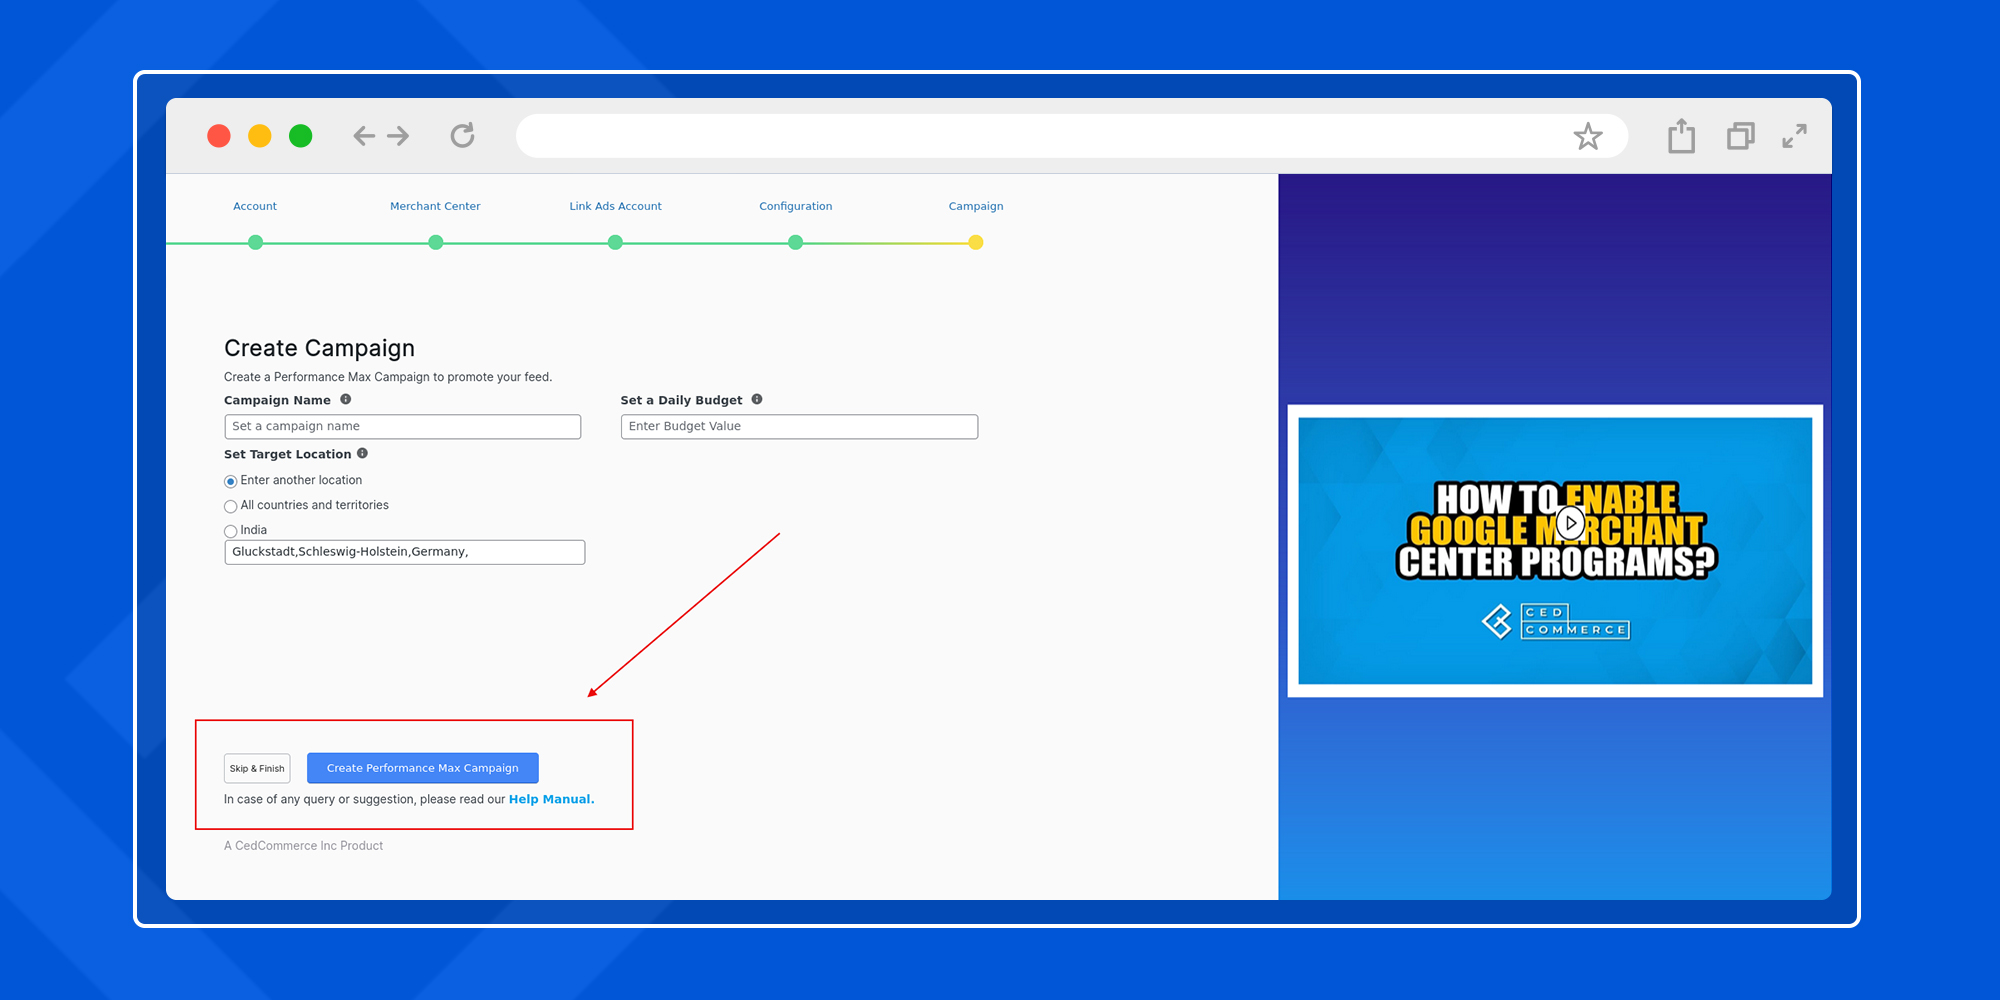 Account
Merchant Center
Link Ads Account
Configuration
Campaign
Create Campaign
Create a Performance Max Campaign to promote your feed.
Campaign Name
Set a Daily Budget
Set a campaign name
Enter Budget Value
Set Target Location
Enter another location
All countries and territories
India
Gluckstadt,Schleswig-Holstein,Germany,
Skip & Finish
Create Performance Max Campaign
In case of any query or suggestion, please read our Help Manual.
A CedCommerce Inc Product
HOW TO ENABLE
GOOGLE MERCHANT
CENTER PROGRAMS?
CED
COMMERCE